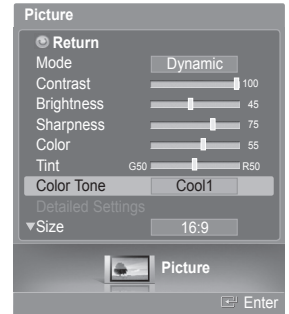 Picture
Return
Mode Dynamic
Contrast 100
Brightness 45
Sharpness 75
Color 55
Tint G50 R50
Color Tone Cool1
Detailed Settings
▼Size 16:9
Picture
Enter